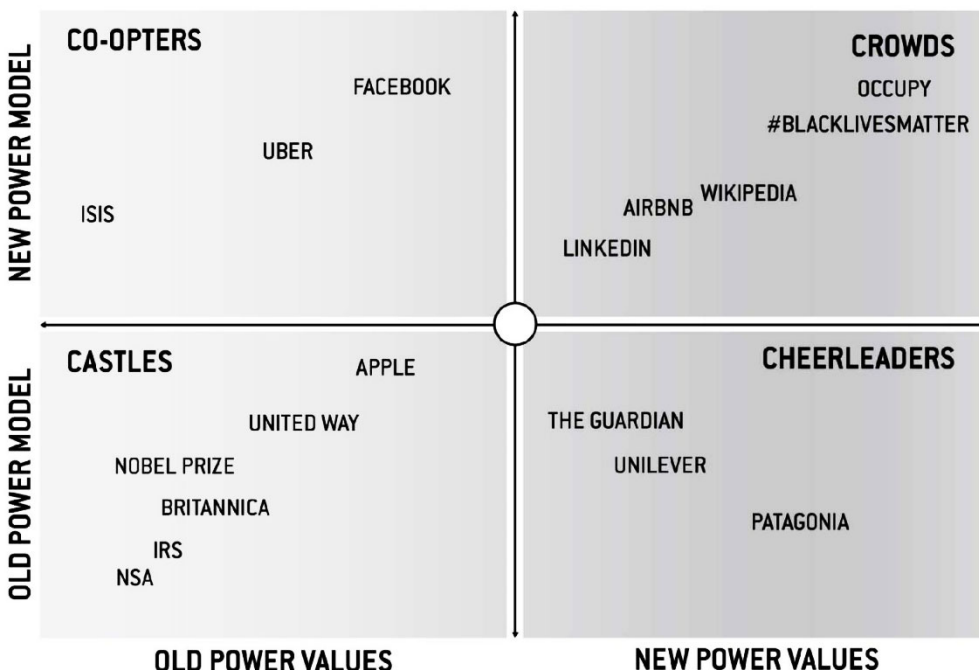 NEW POWER MODEL
CO-OPTERS
FACEBOOK
UBER
ISIS
CROWDS
OCCUPY
#BLACKLIVESMATTER
WIKIPEDIA
AIRBNB
LINKEDIN
OLD POWER MODEL
CASTLES
APPLE
UNITED WAY
NOBEL PRIZE
BRITANNICA
IRS
NSA
CHEERLEADERS
THE GUARDIAN
UNILEVER
PATAGONIA
OLD POWER VALUES
NEW POWER VALUES